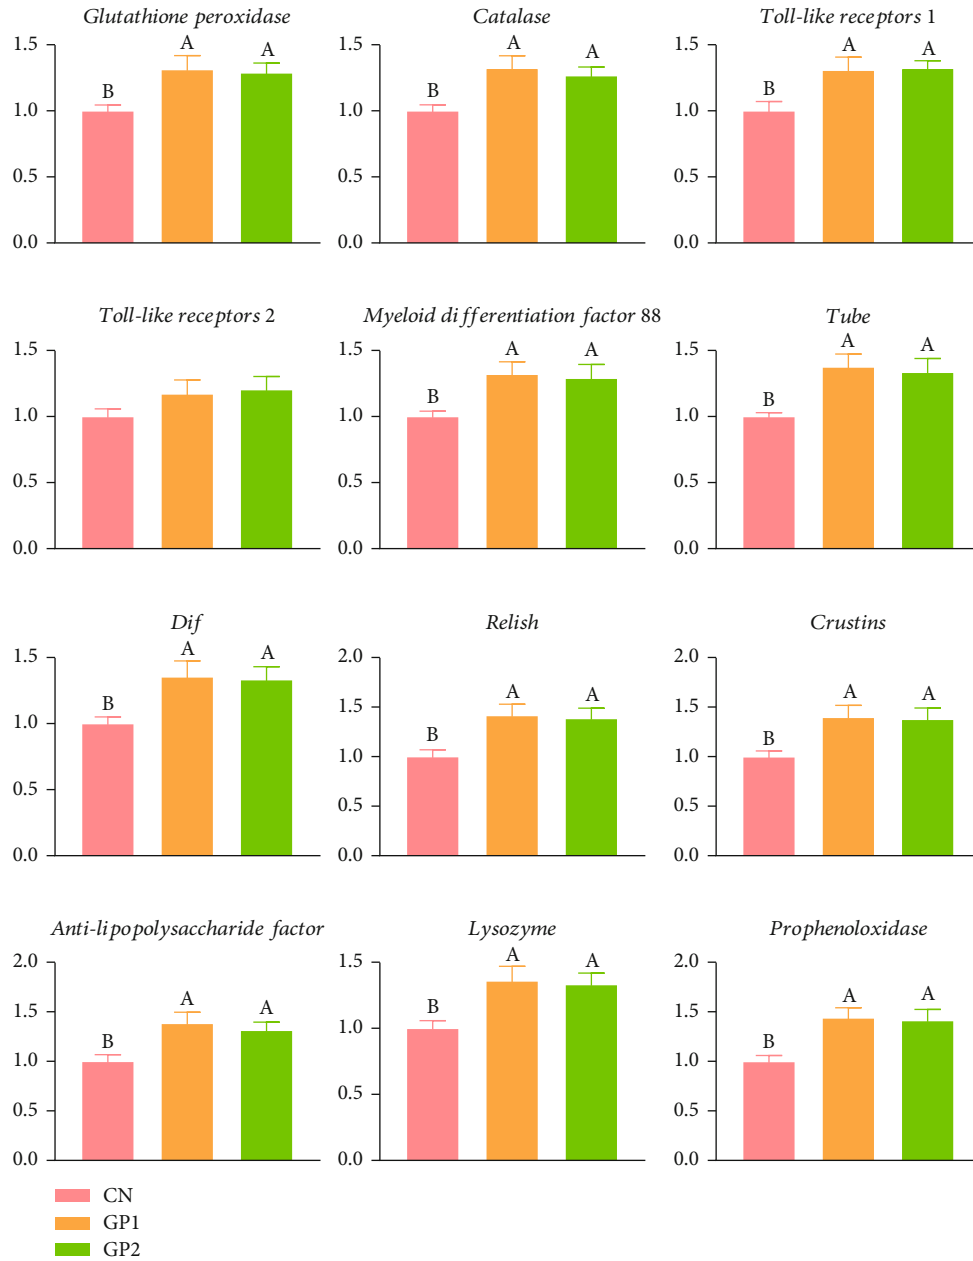 Glutathione peroxidase
1.5
1.0
0.5
0.0
B
A
A
Catalase
1.5
1.0
0.5
0.0
B
A
A
Toll-like receptors 1
1.5
1.0
0.5
0.0
B
A
A
Toll-like receptors 2
1.5
1.0
0.5
0.0
Myeloid differentiation factor 88
1.5
1.0
0.5
0.0
B
A
A
Tube
1.5
1.0
0.5
0.0
B
A
A
Dif
1.5
1.0
0.5
0.0
B
A
A
Relish
2.0
1.5
1.0
0.5
0.0
B
A
A
Crustins
2.0
1.5
1.0
0.5
0.0
B
A
A
Anti-lipopolysaccharide factor
2.0
1.5
1.0
0.5
0.0
B
A
A
Lysozyme
1.5
1.0
0.5
0.0
B
A
A
Prophenoloxidase
2.0
1.5
1.0
0.5
0.0
B
A
A
CN
GP1
GP2